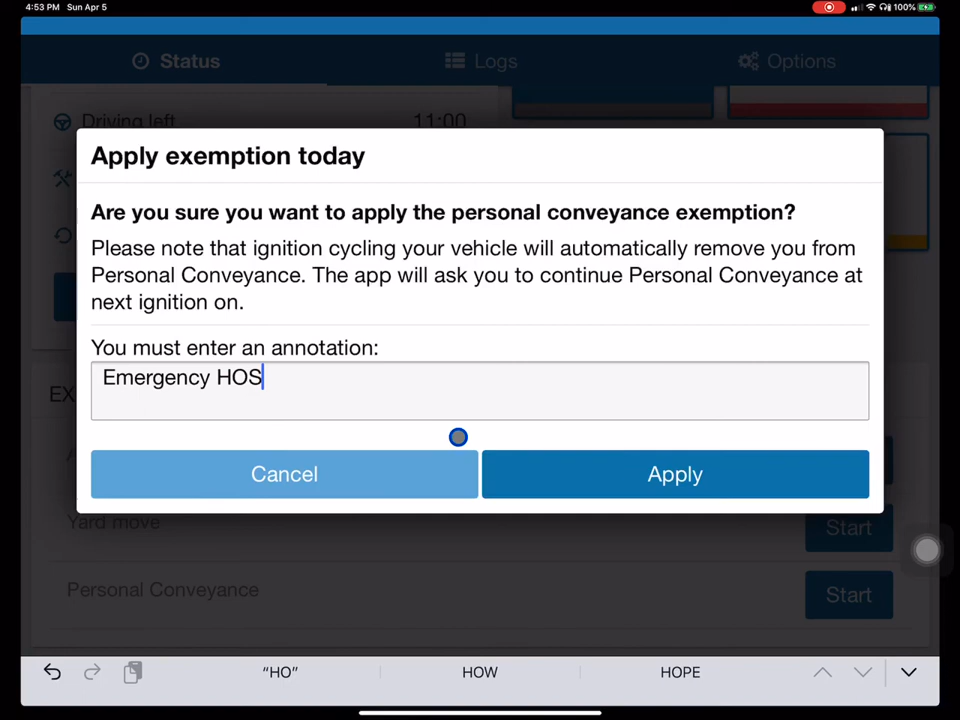 4:53 PM Sun Apr 5
100%
Status
Logs
Options
Driving left
11:00
Apply exemption today
Are you sure you want to apply the personal conveyance exemption?
Please note that ignition cycling your vehicle will automatically remove you from
Personal Conveyance. The app will ask you to continue Personal Conveyance at
next ignition on.
You must enter an annotation:
Emergency HOS
EX
Cancel
Apply
Yard move
Start
Personal Conveyance
Start
“HO”
HOW
HOPE